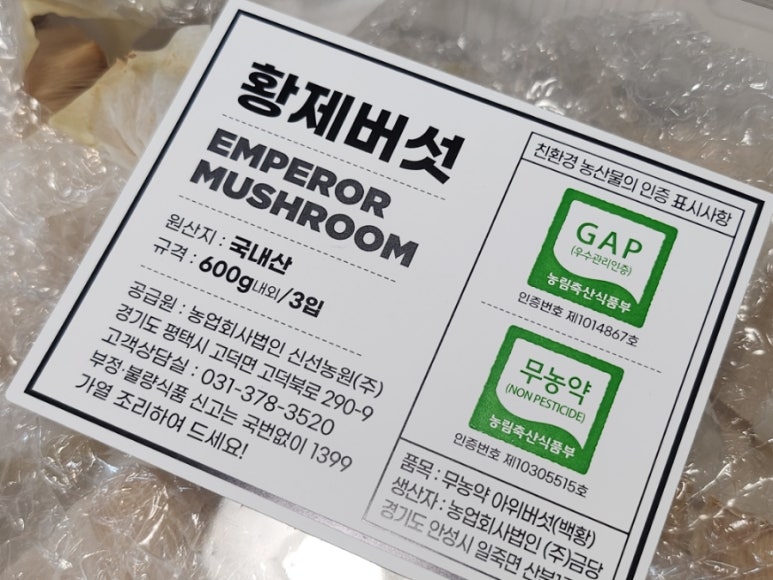 황제버섯
EMPEROR
MUSHROOM
원산지 : 국내산
규격 : 600g내외/3입
공급원 : 농업회사법인 신선농원(주)
경기도 평택시 고덕면 고덕북로 290-9
고객상담실 : 031-378-3520
부정·불량식품 신고는 국번없이 1399
가열 조리하여 드세요!
친환경 농산물의 인증 표시사항
GAP
(우수관리인증)
농림축산식품부
인증번호 제1014867호
무농약
(NON PESTICIDE)
농림축산식품부
인증번호 제10305515호
품목 : 무농약 아위버섯(백황)
생산자 : 농업회사법인 (주)금당
경기도 안성시 일죽면